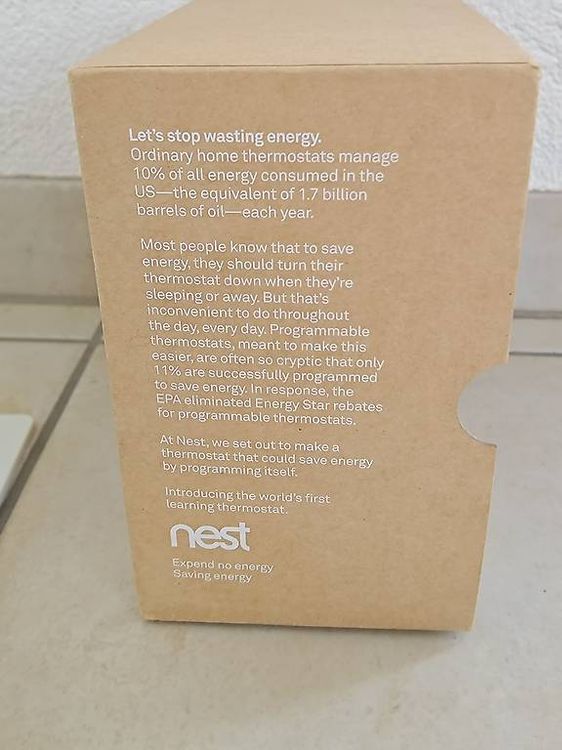 Let's stop wasting energy.
Ordinary home thermostats manage
10% of all energy consumed in the
US—the equivalent of 1.7 billion
barrels of oil—each year.
Most people know that to save
energy, they should turn their
thermostat down when they're
sleeping or away. But that's
inconvenient to do throughout
the day, every day. Programmable
thermostats, meant to make this
easier, are often so cryptic that only
11% are successfully programmed
to save energy. In response, the
EPA eliminated Energy Star rebates
for programmable thermostats.
At Nest, we set out to make a
thermostat that could save energy
by programming itself.
Introducing the world's first
learning thermostat.
nest
Expend no energy
Saving energy